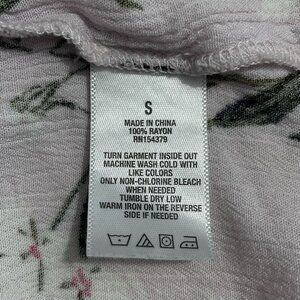 S
MADE IN CHINA
100% RAYON
RN154379
TURN GARMENT INSIDE OUT
MACHINE WASH COLD WITH
LIKE COLORS
ONLY NON-CHLORINE BLEACH
WHEN NEEDED
TUMBLE DRY LOW
WARM IRON ON THE REVERSE
SIDE IF NEEDED